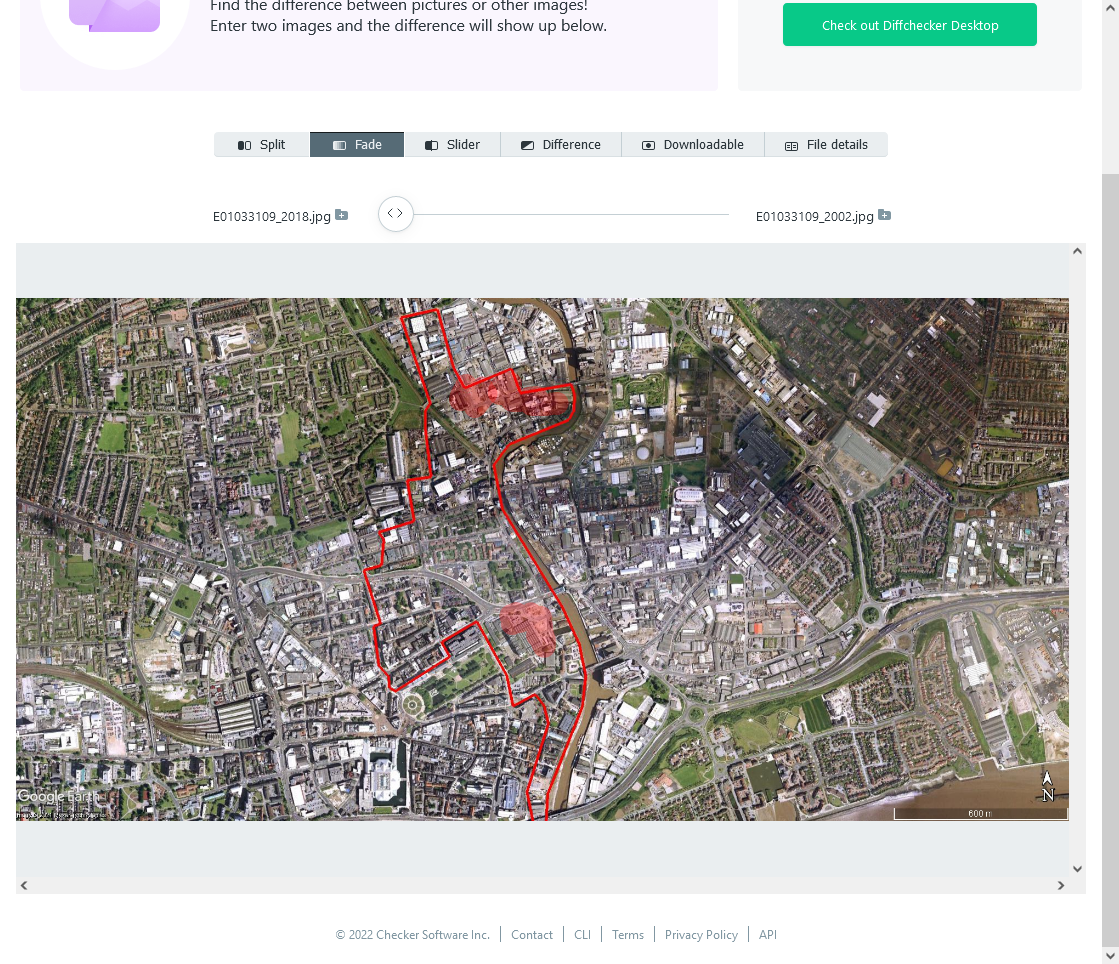 Find the difference between pictures or other images!
Enter two images and the difference will show up below.
Check out Diffchecker Desktop
Split
Fade
Slider
Difference
Downloadable
File details
E01033109_2018.jpg
E01033109_2002.jpg
Google Earth
N
600 m
© 2022 Checker Software Inc.
Contact
CLI
Terms
Privacy Policy
API